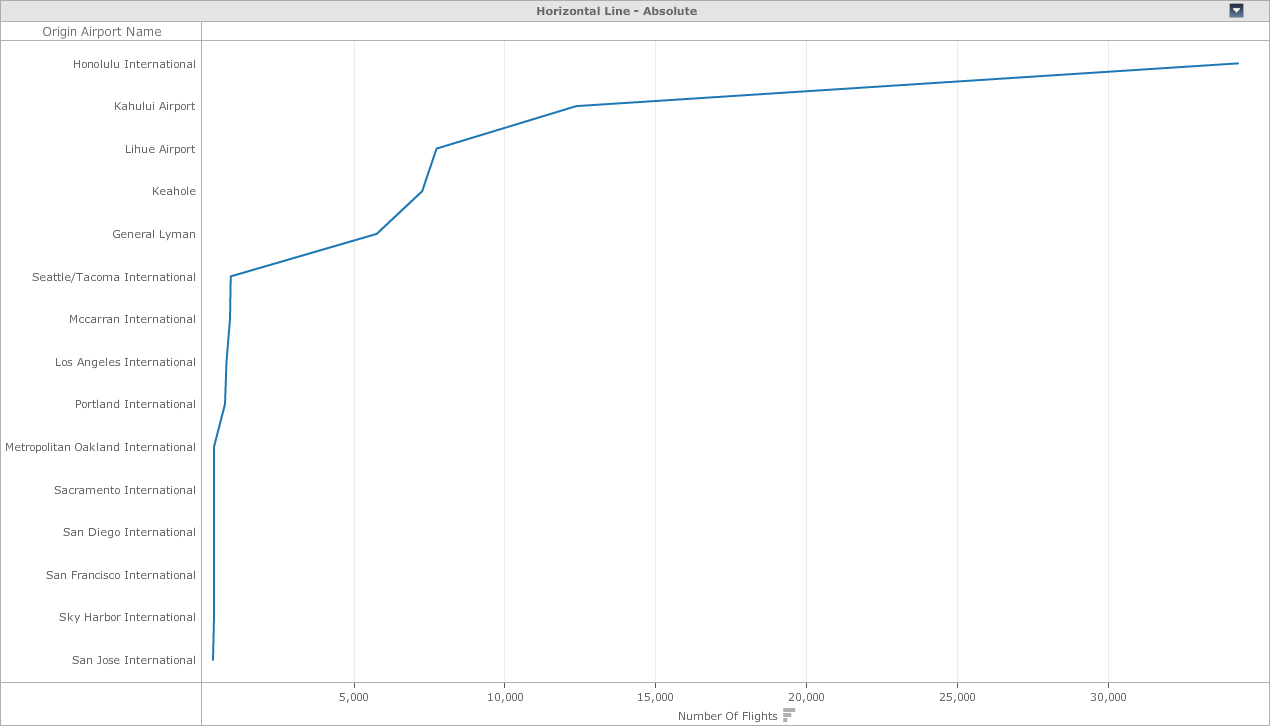 Horizontal Line - Absolute
Origin Airport Name
Honolulu International
Kahului Airport
Lihue Airport
Keahole
General Lyman
Seattle/Tacoma International
Mccarran International
Los Angeles International
Portland International
Metropolitan Oakland International
Sacramento International
San Diego International
San Francisco International
Sky Harbor International
San Jose International
5,000 10,000 15,000 20,000 25,000 30,000
Number Of Flights